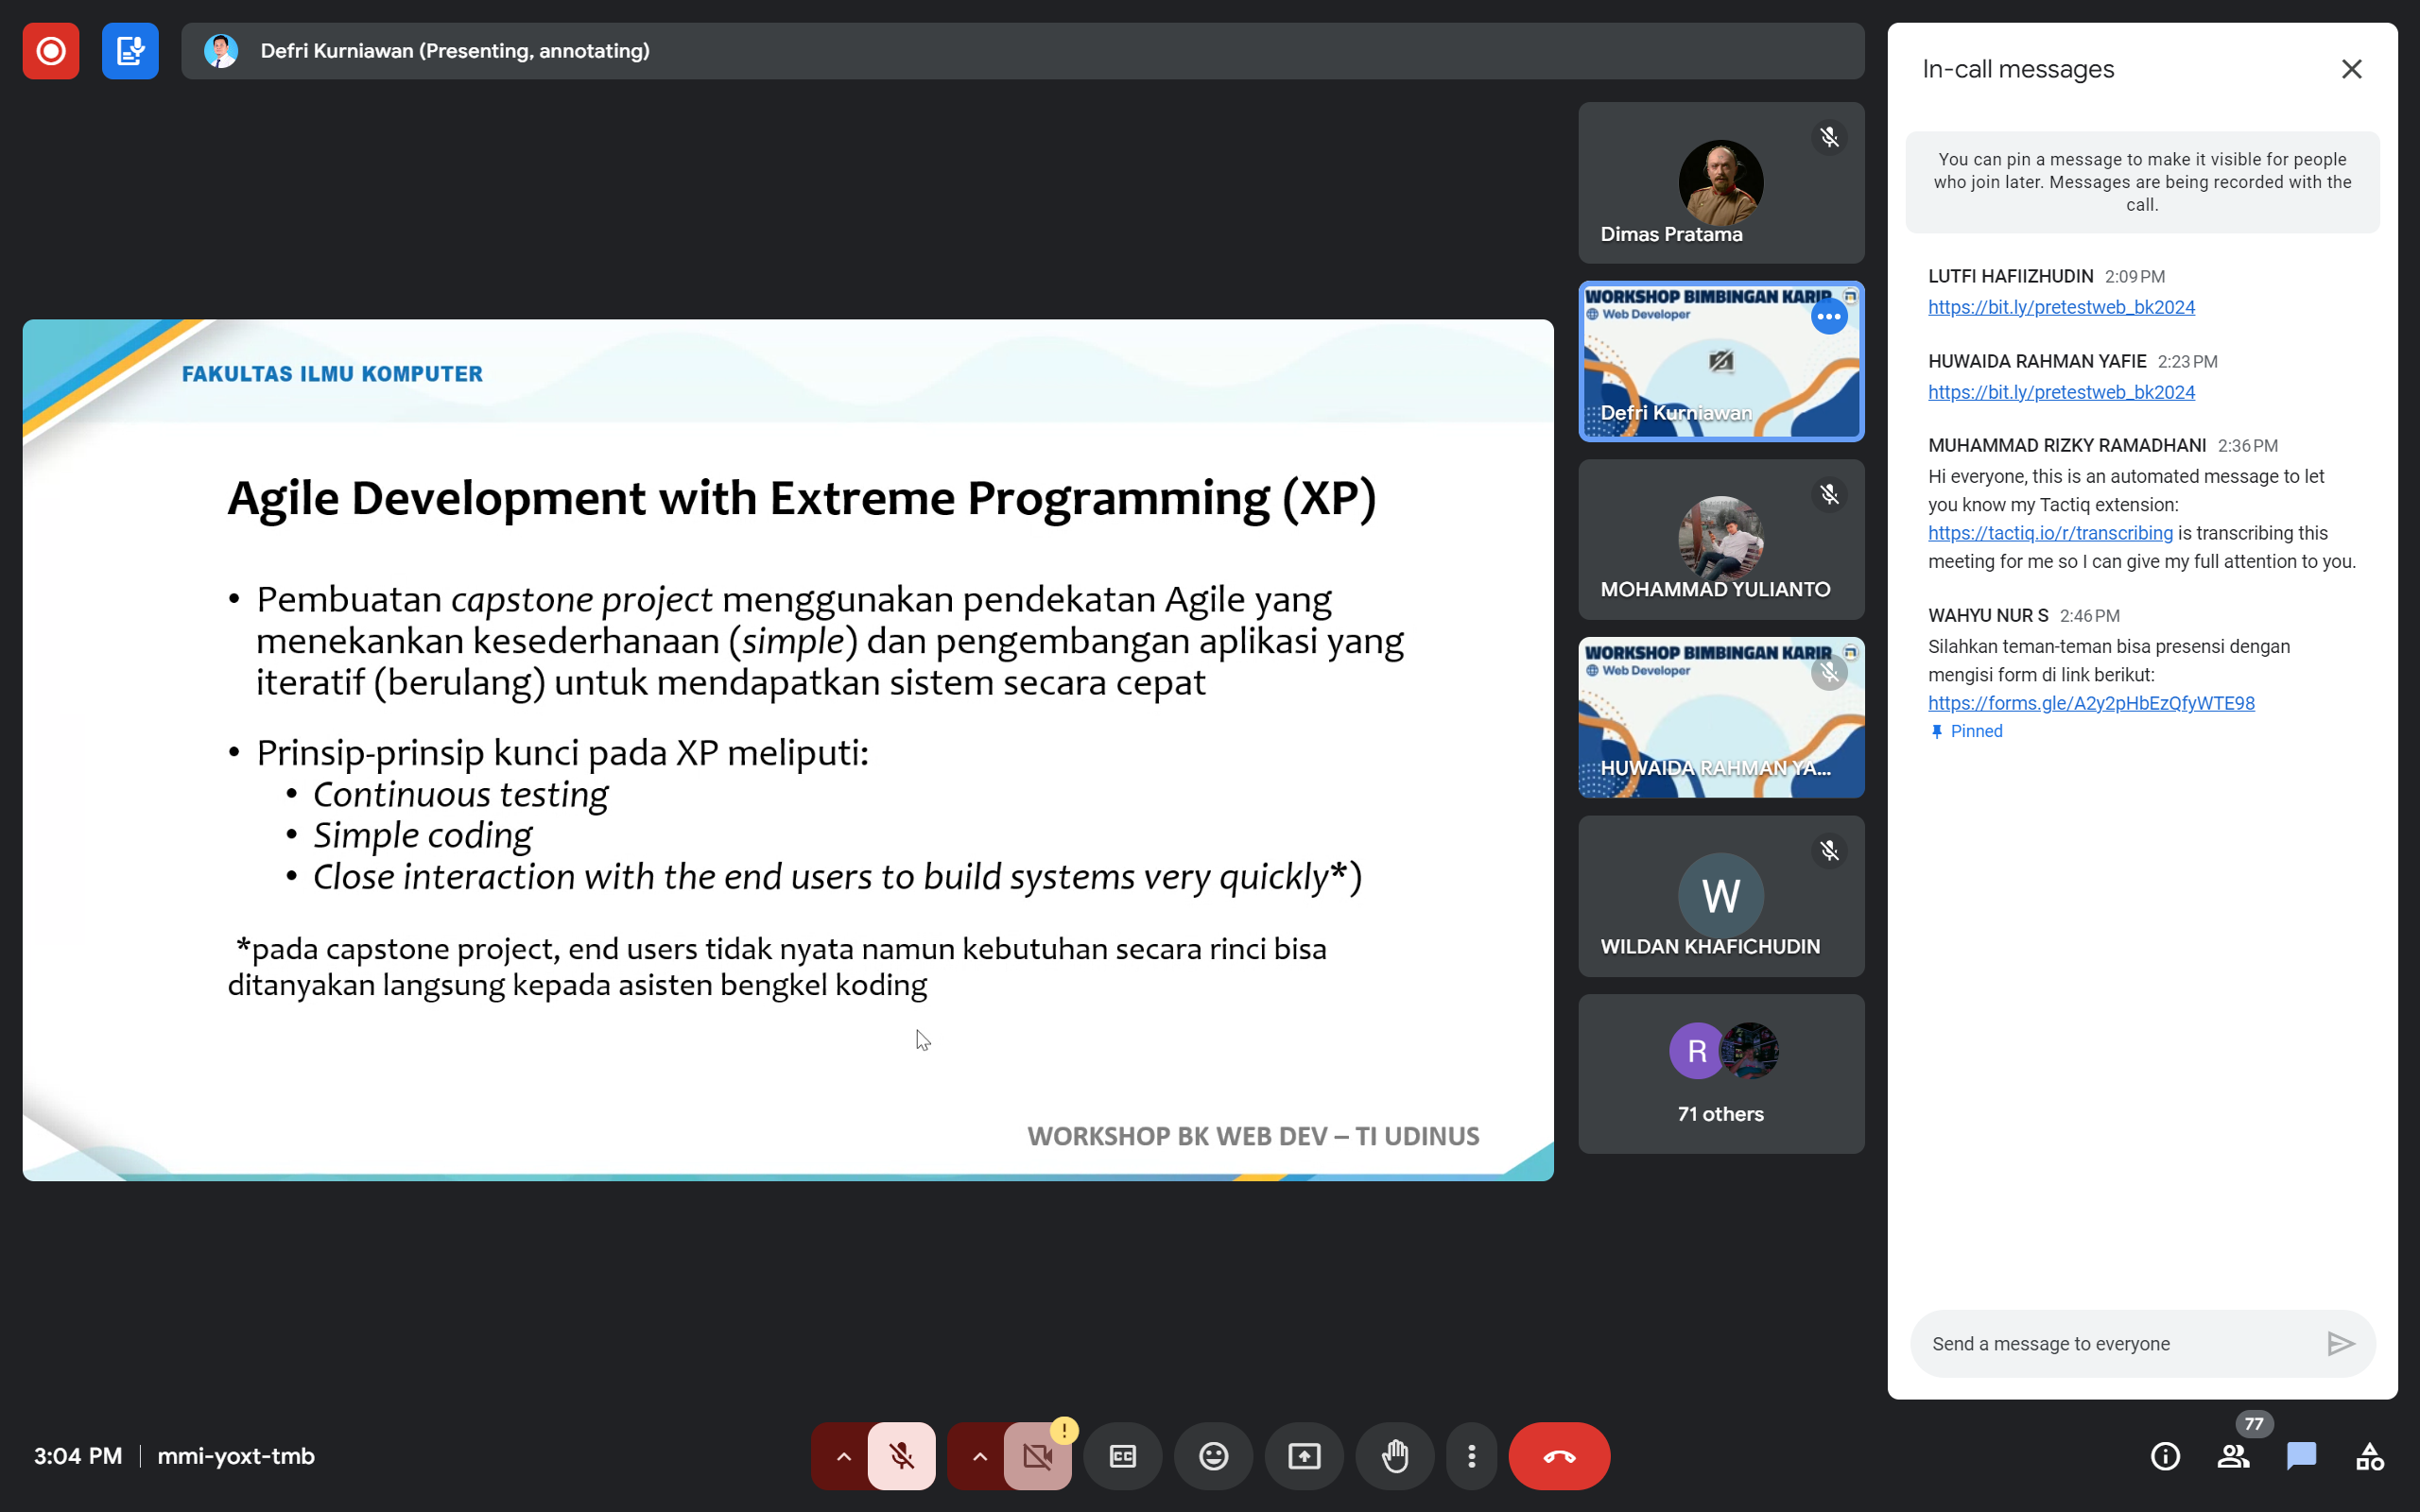 Defri Kurniawan (Presenting, annotating)
FAKULTAS ILMU KOMPUTER
Agile Development with Extreme Programming (XP)
• Pembuatan capstone project menggunakan pendekatan Agile yang
menekankan kesederhanaan (simple) dan pengembangan aplikasi yang
iteratif (berulang) untuk mendapatkan sistem secara cepat
• Prinsip-prinsip kunci pada XP meliputi:
• Continuous testing
• Simple coding
• Close interaction with the end users to build systems very quickly*)
*pada capstone project, end users tidak nyata namun kebutuhan secara rinci bisa
ditanyakan langsung kepada asisten bengkel koding
WORKSHOP BK WEB DEV – TI UDINUS
Dimas Pratama
WORKSHOP BIMBINGAN KARIR
Web Developer
Defri Kurniawan
MOHAMMAD YULIANTO
WORKSHOP BIMBINGAN KARIR
Web Developer
HUWAIDA RAHMAN YA...
W
WILDAN KHAFICHUDIN
R
71 others
In-call messages
You can pin a message to make it visible for people
who join later. Messages are being recorded with the
call.
LUTFI HAFIIZHUDIN 2:09 PM
https://bit.ly/pretestweb_bk2024
HUWAIDA RAHMAN YAFIE 2:23 PM
https://bit.ly/pretestweb_bk2024
MUHAMMAD RIZKY RAMADHANI 2:36 PM
Hi everyone, this is an automated message to let
you know my Tactiq extension:
https://tactiq.io/r/transcribing is transcribing this
meeting for me so I can give my full attention to you.
WAHYU NUR S 2:46 PM
Silahkan teman-teman bisa presensi dengan
mengisi form di link berikut:
https://forms.gle/A2y2pHbEzQfyWTE98
Pinned
Send a message to everyone
3:04 PM | mmi-yoxt-tmb
CC
77